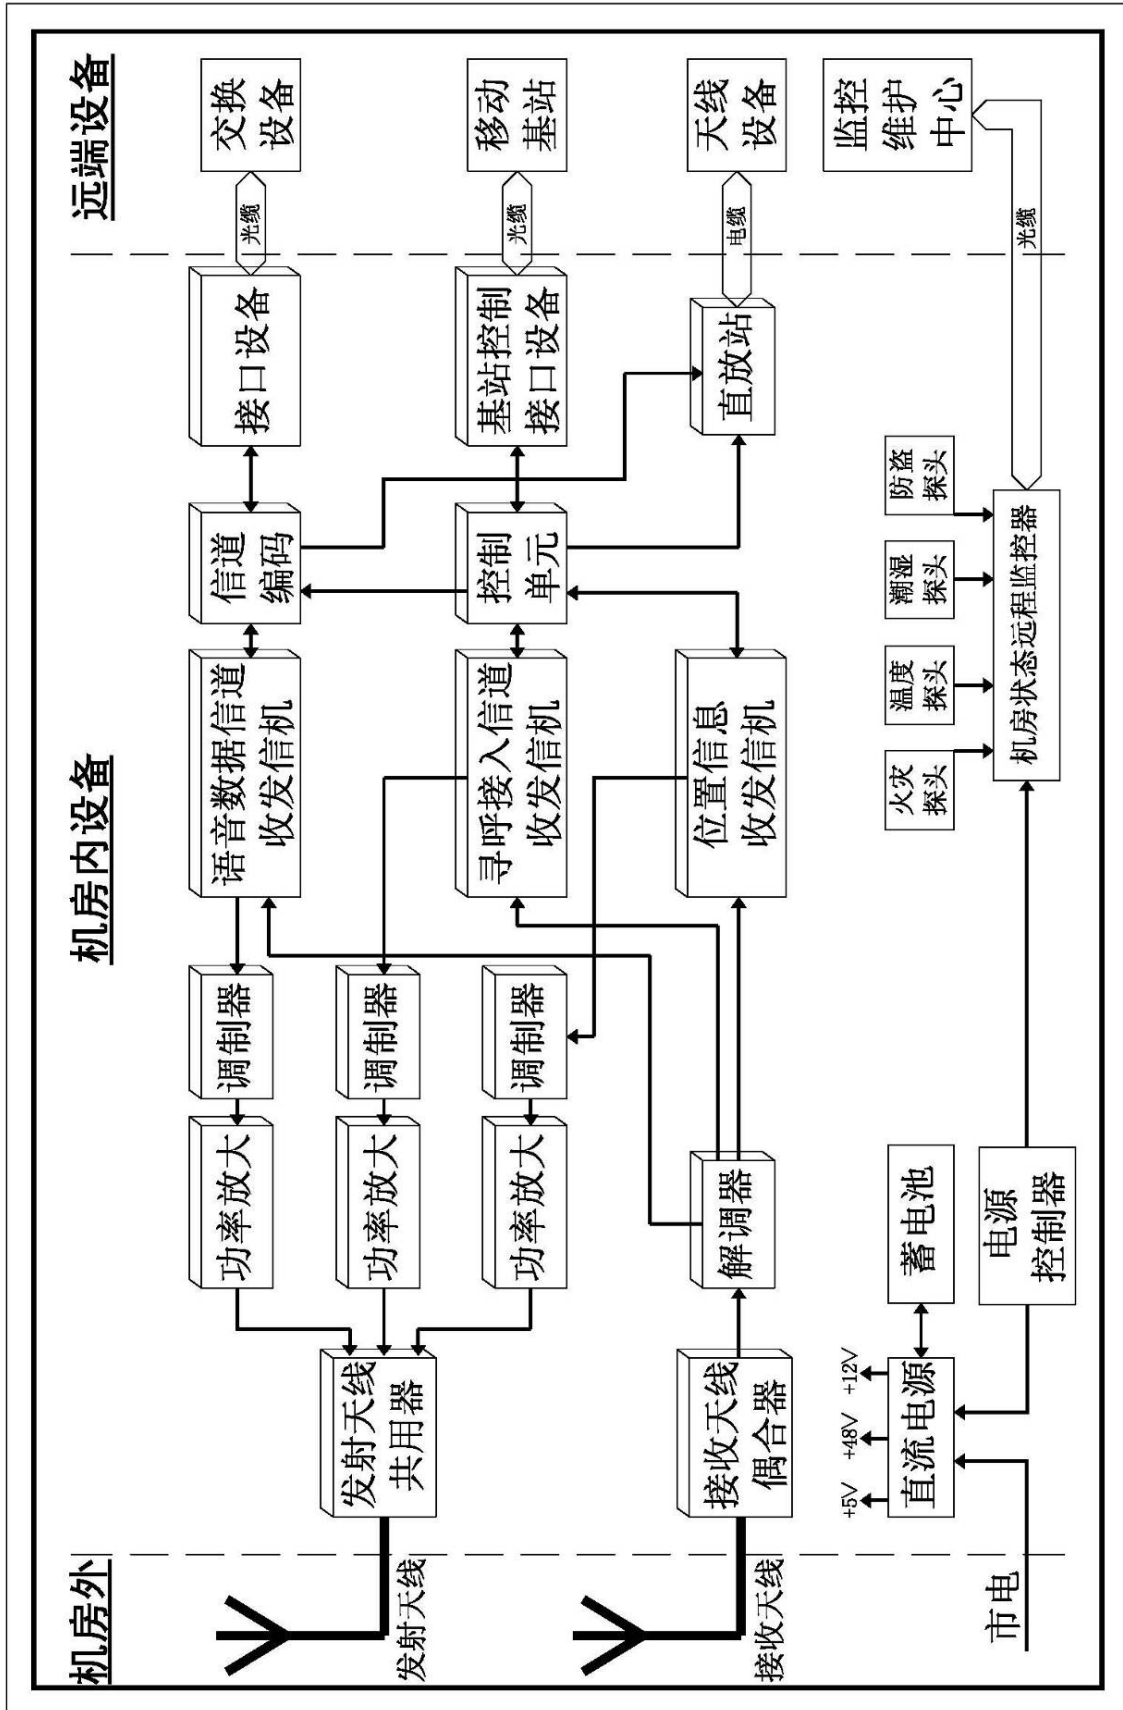 机房外
机房内设备
远端设备
功率放大
调制器
语音数据信道
收发信机
信道
编码
接口设备
光缆
交换
设备
发射天线
共用器
功率放大
调制器
寻呼接入信道
收发信机
控制
单元
基站控制
接口设备
光缆
移动
基站
发射天线
功率放大
调制器
接收天线
偶合器
解调器
位置信息
收发信机
直放站
电缆
天线
设备
接收天线
+5V
+48V
+12V
直流电源
蓄电池
火灾
探头
温度
探头
潮湿
探头
防盗
探头
监控
维护
中心
市电
电源
控制器
机房状态远程监控器
光缆